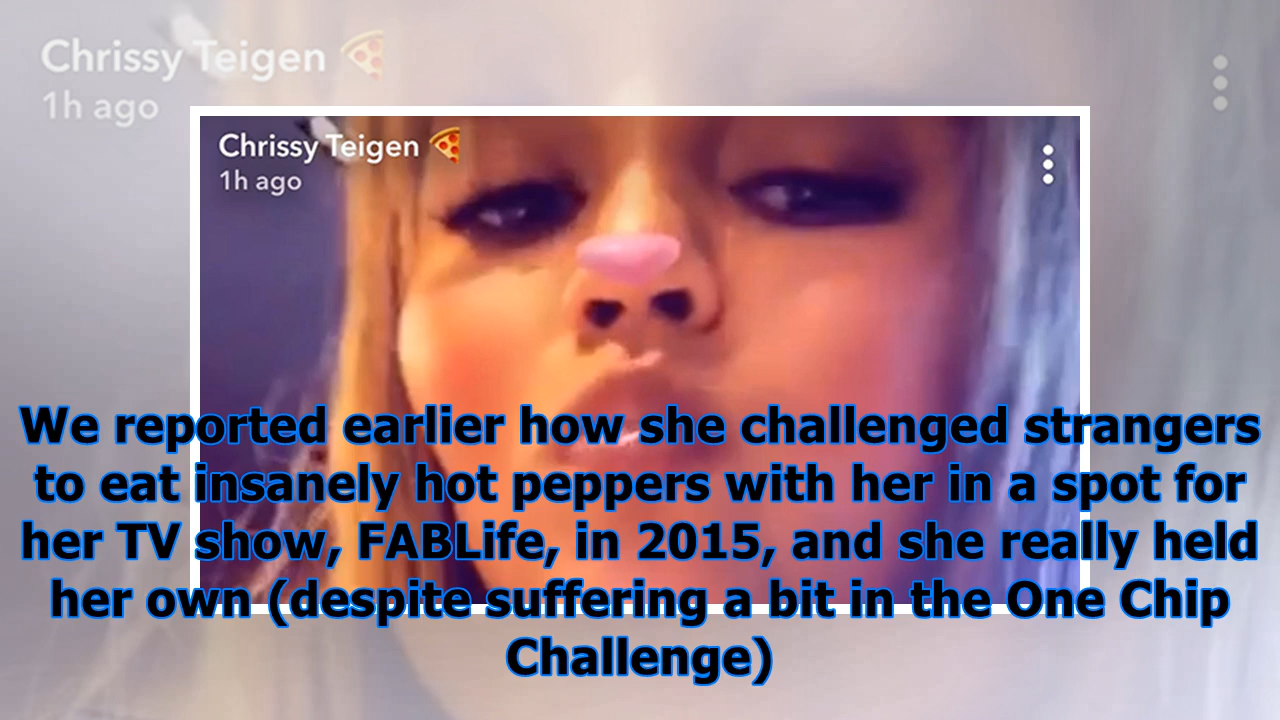 Chrissy Teigen 🍕
1h ago
Chrissy Teigen 🍕
1h ago
We reported earlier how she challenged strangers
to eat insanely hot peppers with her in a spot for
her TV show, FABLife, in 2015, and she really held
her own (despite suffering a bit in the One Chip
Challenge)